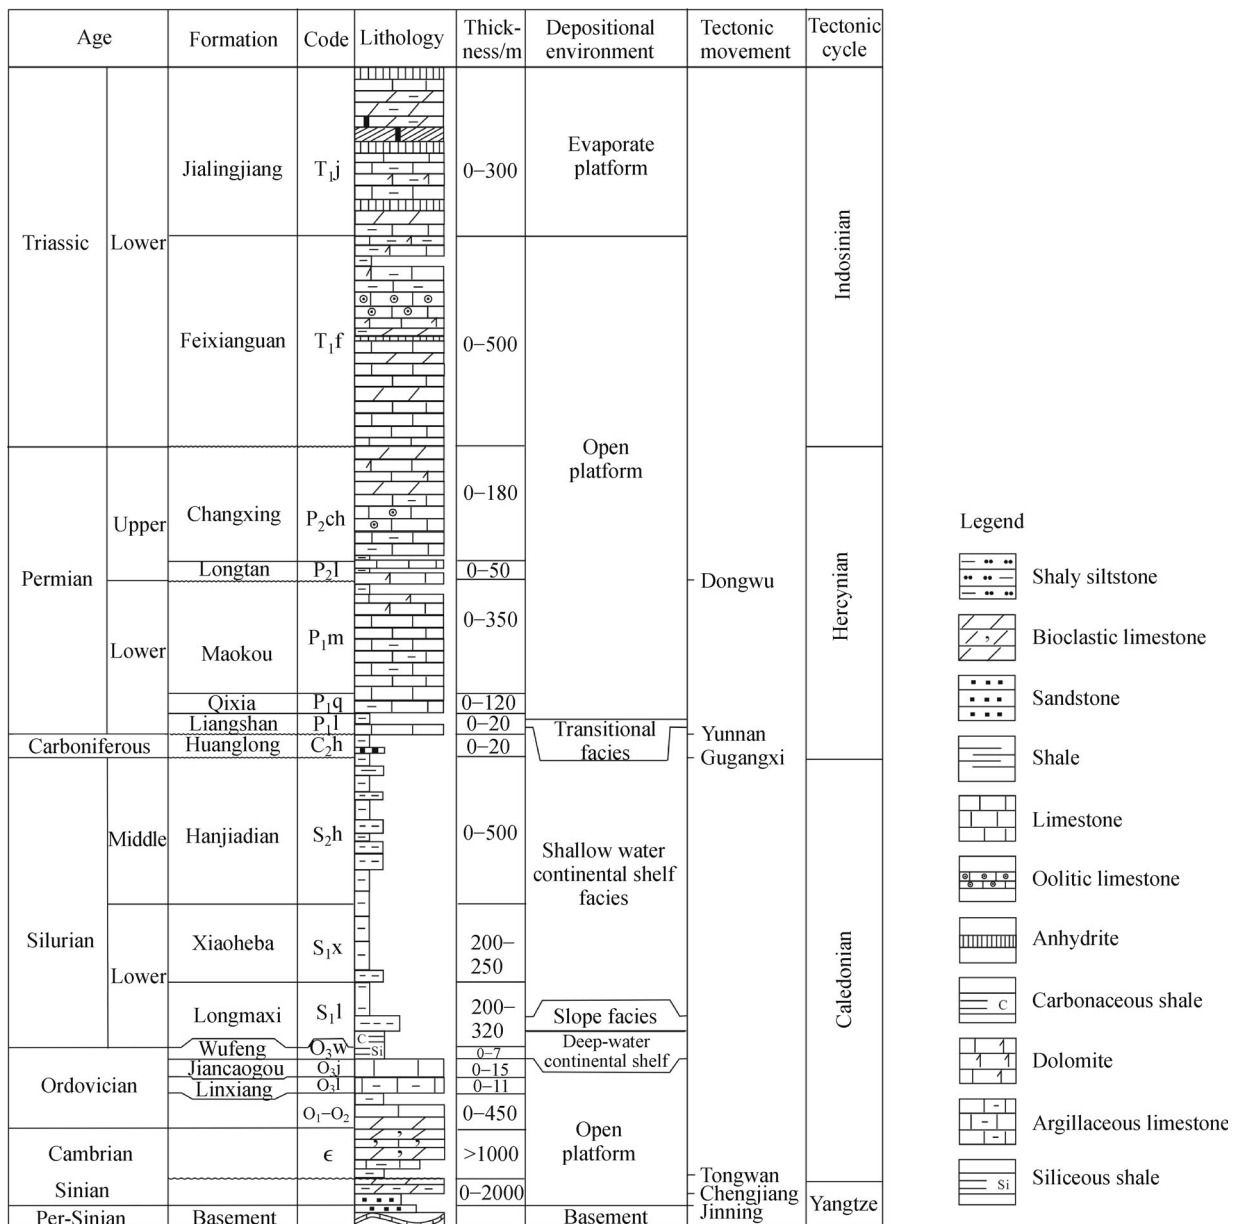 Age Formation Code Lithology Thick-ness/m Depositional environment Tectonic movement Tectonic cycle
Triassic Lower Jialingjiang T₁j 0−300 Evaporate platform Indosinian
Feixianguan T₁f 0−500 Open platform
Permian Upper Changxing P₂ch 0−180 Hercynian
Longtan P₂l 0−50
Dongwu
Lower Maokou P₁m 0−350
Qixia P₁q 0−120
Liangshan P₁l 0−20 Transitional facies Yunnan
Carboniferous Huanglong C₂h 0−20 Gugangxi
Silurian Middle Hanjiadian S₂h 0−500 Shallow water continental shelf facies Caledonian
Lower Xiaoheba S₁x 200−250
Longmaxi S₁l 200−320 Slope facies
C
Si
Ordovician Wufeng O₃w 0−7 Deep-water continental shelf
Jiancaogou O₃j 0−15
Linxiang O₃l 0−11
O₁−O₂ 0−450 Open platform
Cambrian ϵ >1000 Tongwan
Sinian 0−2000 Chengjiang Yangtze
Jinning
Per-Sinian Basement Basement
Legend
Shaly siltstone
Bioclastic limestone
Sandstone
Shale
Limestone
Oolitic limestone
Anhydrite
C Carbonaceous shale
Dolomite
Argillaceous limestone
Si Siliceous shale